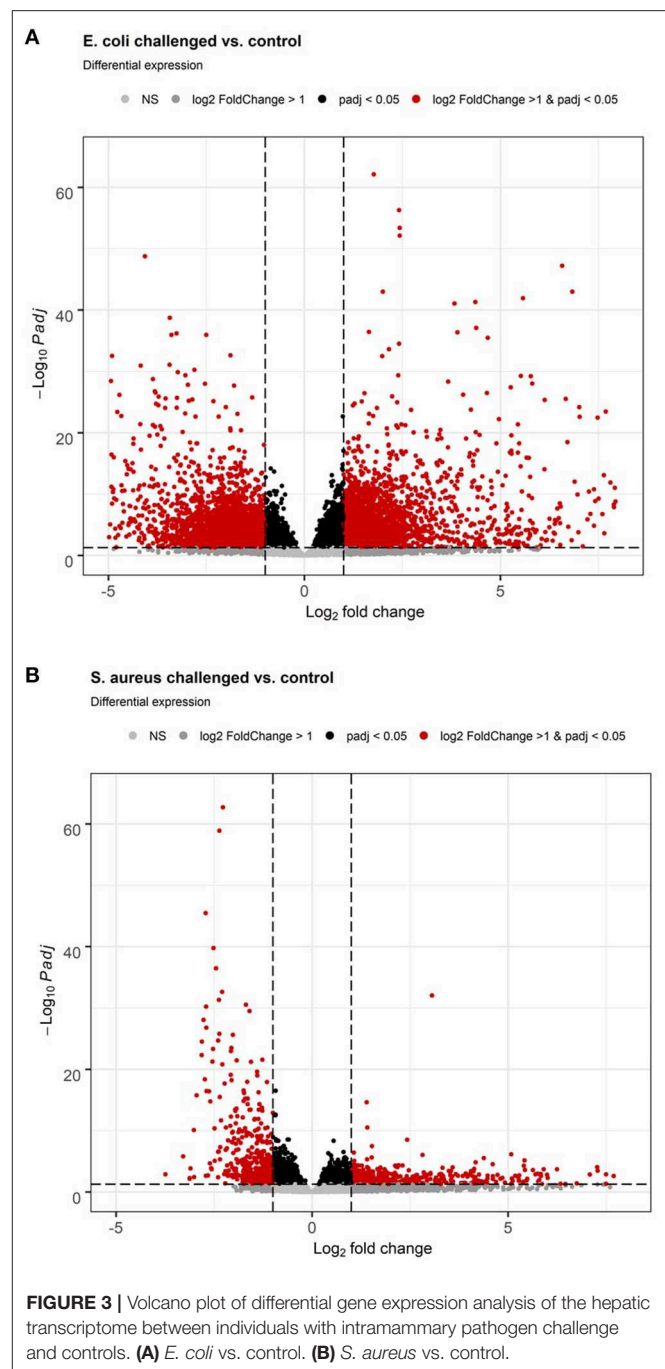 A
E. coli challenged vs. control
Differential expression
NS log2 FoldChange > 1 padj < 0.05 log2 FoldChange >1 & padj < 0.05
60
40
20
0
−Log10 Padj
-5 0 5
Log2 fold change
B
S. aureus challenged vs. control
Differential expression
NS log2 FoldChange > 1 padj < 0.05 log2 FoldChange >1 & padj < 0.05
60
40
20
0
−Log10 Padj
-5 0 5
Log2 fold change
FIGURE 3 | Volcano plot of differential gene expression analysis of the hepatic
transcriptome between individuals with intramammary pathogen challenge
and controls. (A) E. coli vs. control. (B) S. aureus vs. control.